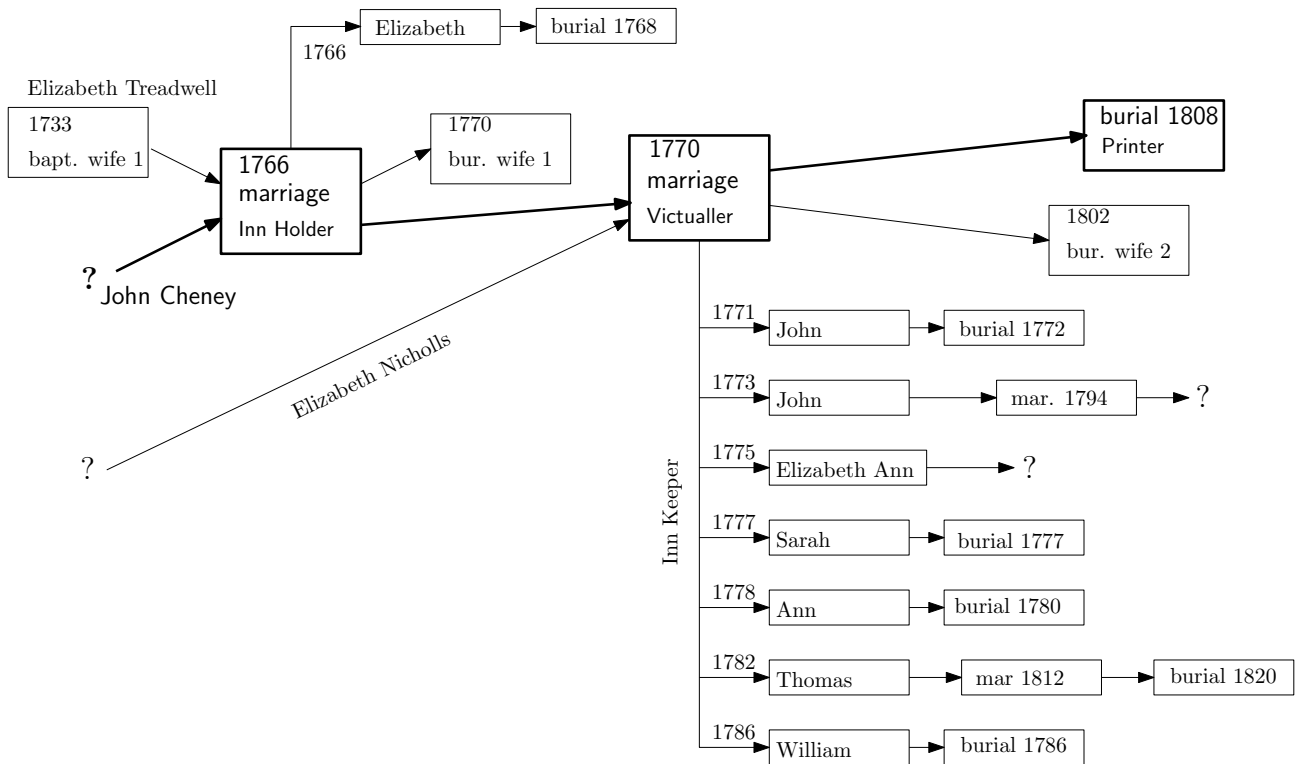 Elizabeth
burial 1768
1766
Elizabeth Treadwell
1733
bapt. wife 1
1766
marriage
Inn Holder
1770
bur. wife 1
1770
marriage
Victualler
burial 1808
Printer
1802
bur. wife 2
?
John Cheney
Elizabeth Nicholls
?
Inn Keeper
1771
John
burial 1772
1773
John
mar. 1794
?
1775
Elizabeth Ann
?
1777
Sarah
burial 1777
1778
Ann
burial 1780
1782
Thomas
mar 1812
burial 1820
1786
William
burial 1786